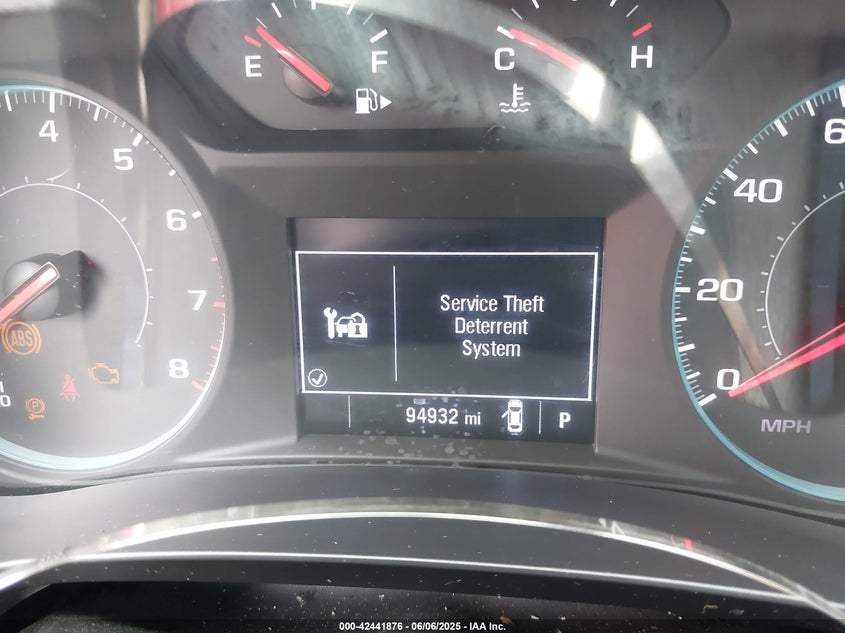 E F
C H
4
5
6
7
8
ABS
P
Service Theft
Deterrent
System
94932 mi
P
40
20
0
MPH
000-42441876 - 06/06/2025 - IAA Inc.